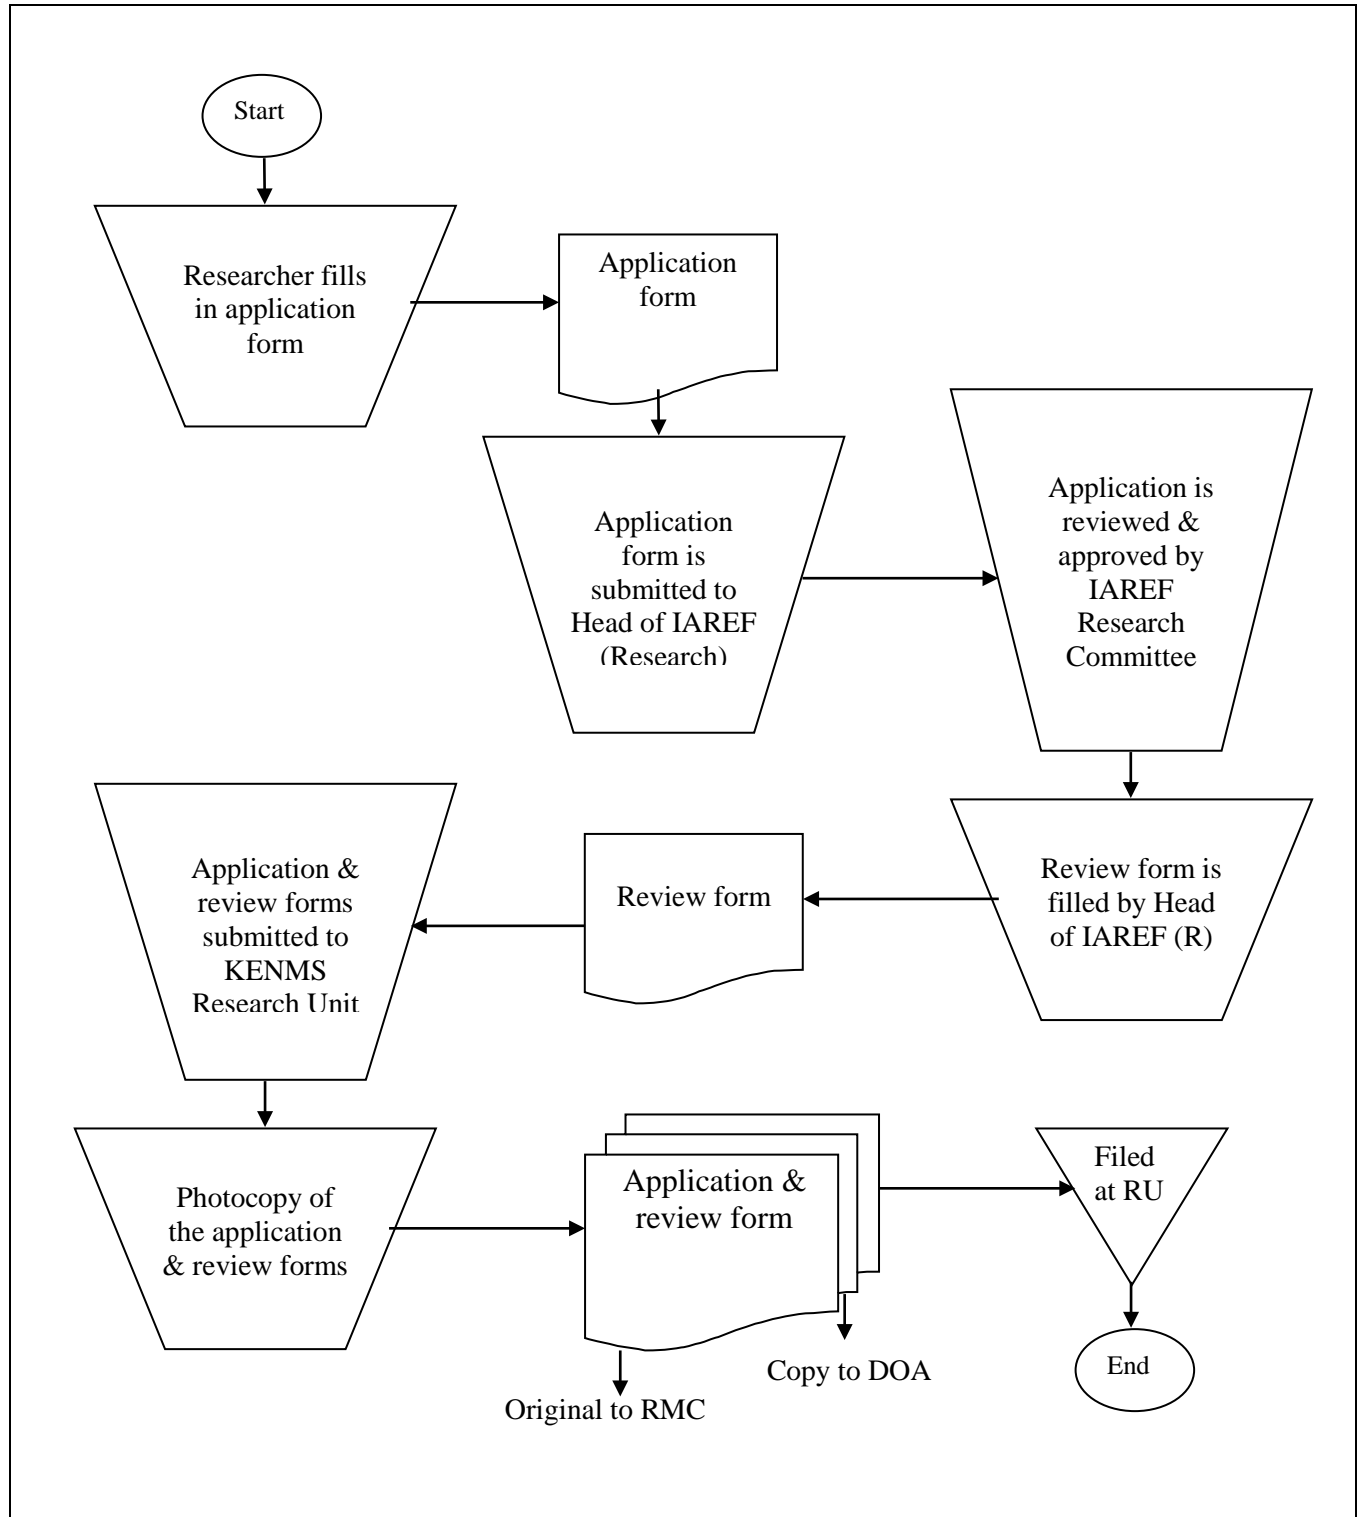 Start
Researcher fills
in application
form
Application
form
Application
form is
submitted to
Head of IAREF
(Research)
Application is
reviewed &
approved by
IAREF
Research
Committee
Review form is
filled by Head
of IAREF (R)
Review form
Application &
review forms
submitted to
KENMS
Research Unit
Photocopy of
the application
& review forms
Application &
review form
Original to RMC
Copy to DOA
Filed
at RU
End